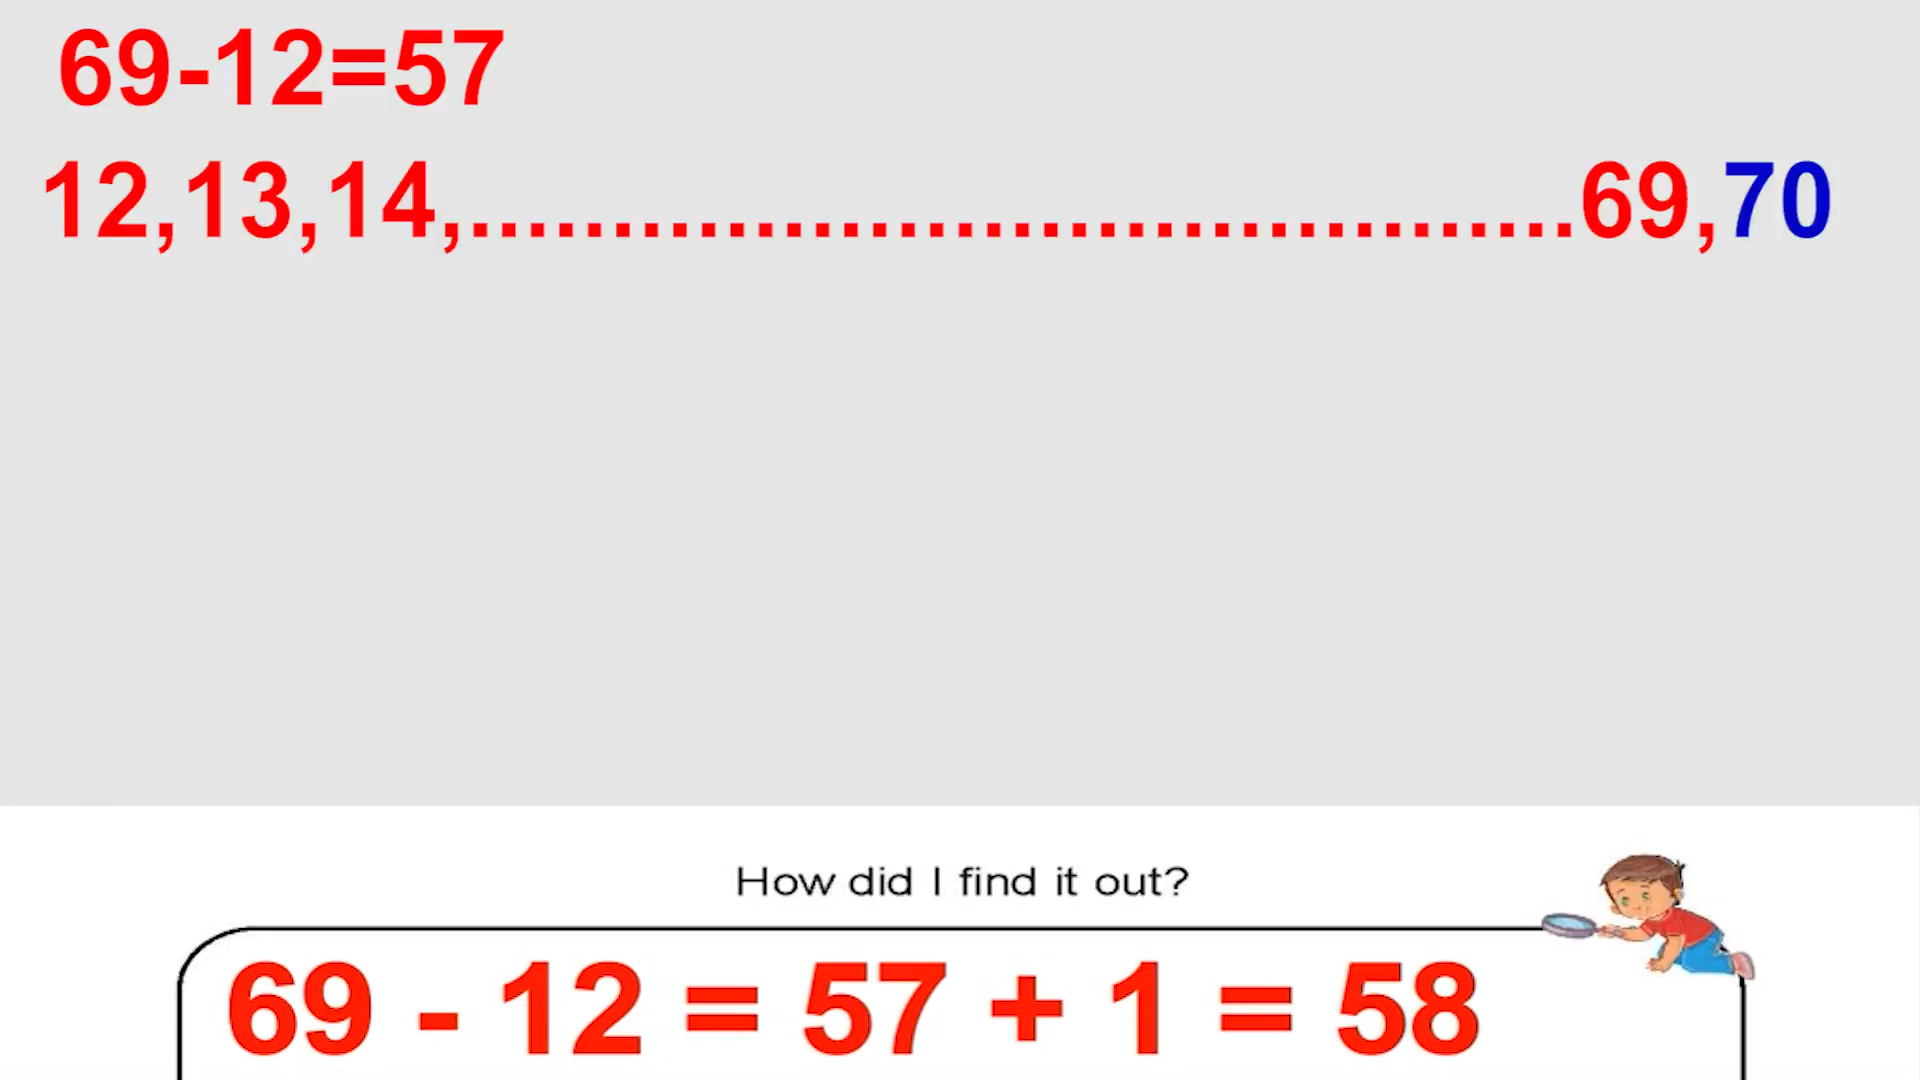 69-12=57
12,13,14,.......................................69,70
How did I find it out?
69 - 12 = 57 + 1 = 58